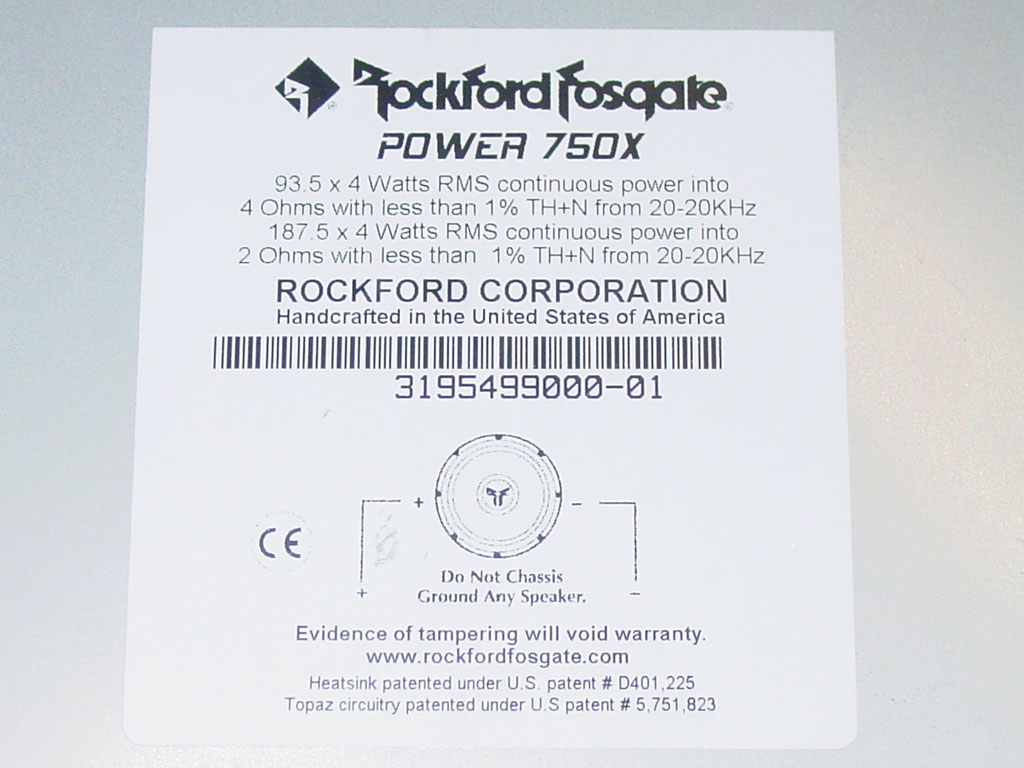 Rockford Fosgate®
POWER 750X
93.5 x 4 Watts RMS continuous power into
4 Ohms with less than 1% TH+N from 20-20KHz
187.5 x 4 Watts RMS continuous power into
2 Ohms with less than 1% TH+N from 20-20KHz
ROCKFORD CORPORATION
Handcrafted in the United States of America
3195499000-01
+ −
CE
Do Not Chassis
+ Ground Any Speaker. −
Evidence of tampering will void warranty.
www.rockfordfosgate.com
Heatsink patented under U.S. patent # D401,225
Topaz circuitry patented under U.S patent # 5,751,823